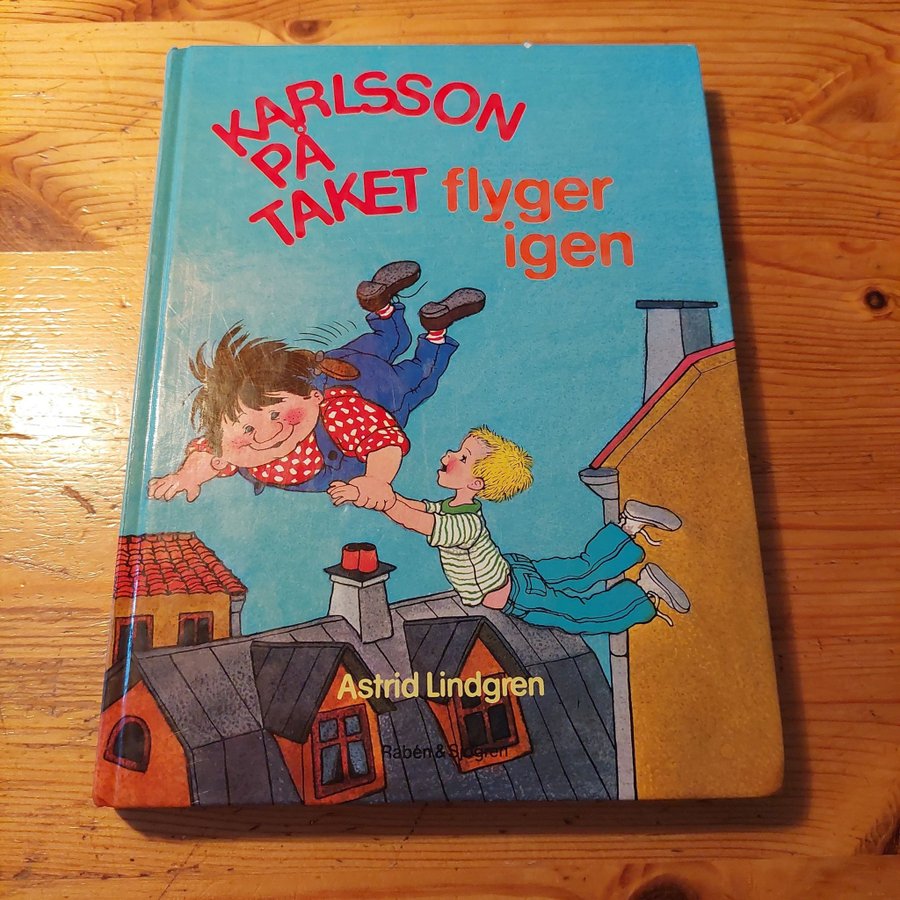 KARLSSON
PÅ
TAKET flyger
igen
Astrid Lindgren
Rabén & Sjögren